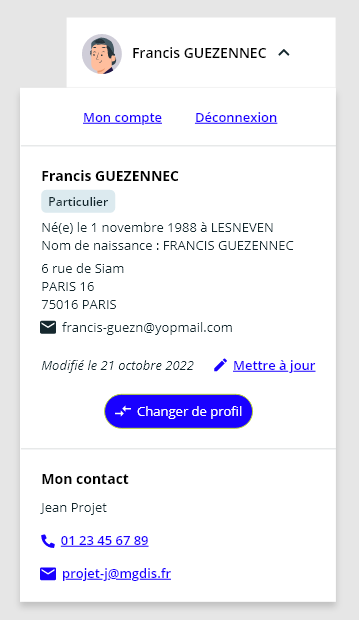 Francis GUEZENNEC
Mon compte Déconnexion
Francis GUEZENNEC
Particulier
Né(e) le 1 novembre 1988 à LESNEVEN
Nom de naissance : FRANCIS GUEZENNEC
6 rue de Siam
PARIS 16
75016 PARIS
francis-guezn@yopmail.com
Modifié le 21 octobre 2022 Mettre à jour
Changer de profil
Mon contact
Jean Projet
01 23 45 67 89
projet-j@mgdis.fr